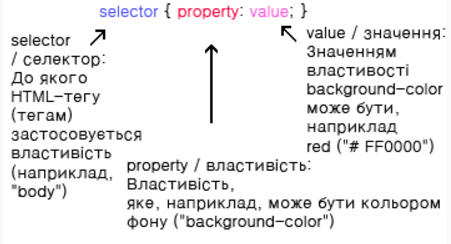 selector { property: value; }
selector
/ селектор:
До якого
HTML-тегу
(тегам)
застосовується
властивість
(наприклад,
"body")
property / властивість:
Властивість,
яке, наприклад, може бути кольором
фону ("background-color")
value / значення:
Значенням
властивості
background-color
може бути,
наприклад
red ("# FF0000")